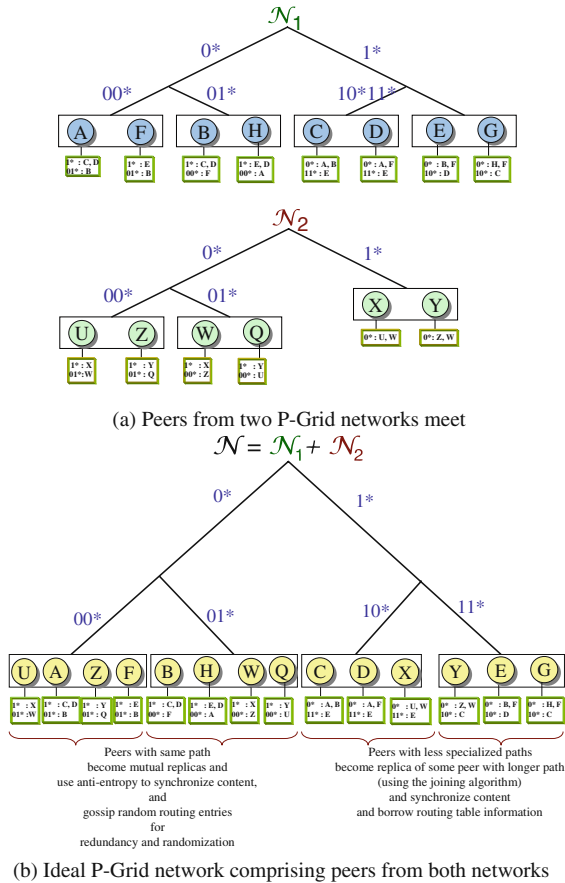 N1
0* 1*
00* 01* 10* 11*
A F B H C D E G
1* : C, D
01* : B
1* : E
01* : B
1* : C, D
00* : F
1* : E, D
00* : A
0* : A, B
11* : E
0* : A, F
11* : E
0* : B, F
10* : D
0* : H, F
10* : C
N2
0* 1*
00* 01*
X Y
U Z W Q
0* : U, W
0*: Z, W
1* : X
01*:W
1* : Y
01* : Q
1* : X
00* : Z
1* : Y
00* : U
(a) Peers from two P-Grid networks meet
N = N1 + N2
0* 1*
00* 01* 10* 11*
U A Z F B H W Q C D X Y E G
1* : X
01* : W
1* : C, D
01* : B
1* : Y
01* : Q
1* : E
01* : B
1* : C, D
00* : F
1* : E, D
00* : A
1* : X
00* : Z
1* : Y
00* : U
0* : A, B
11* : E
0* : A, F
11* : E
0* : U, W
11* : E
0* : Z, W
10* : C
0* : B, F
10* : D
0* : H, F
10* : C
Peers with same path
become mutual replicas and
use anti-entropy to synchronize content,
and
gossip random routing entries
for
redundancy and randomization
Peers with less specialized paths
become replica of some peer with longer path
(using the joining algorithm)
and synchronize content
and borrow routing table information
(b) Ideal P-Grid network comprising peers from both networks